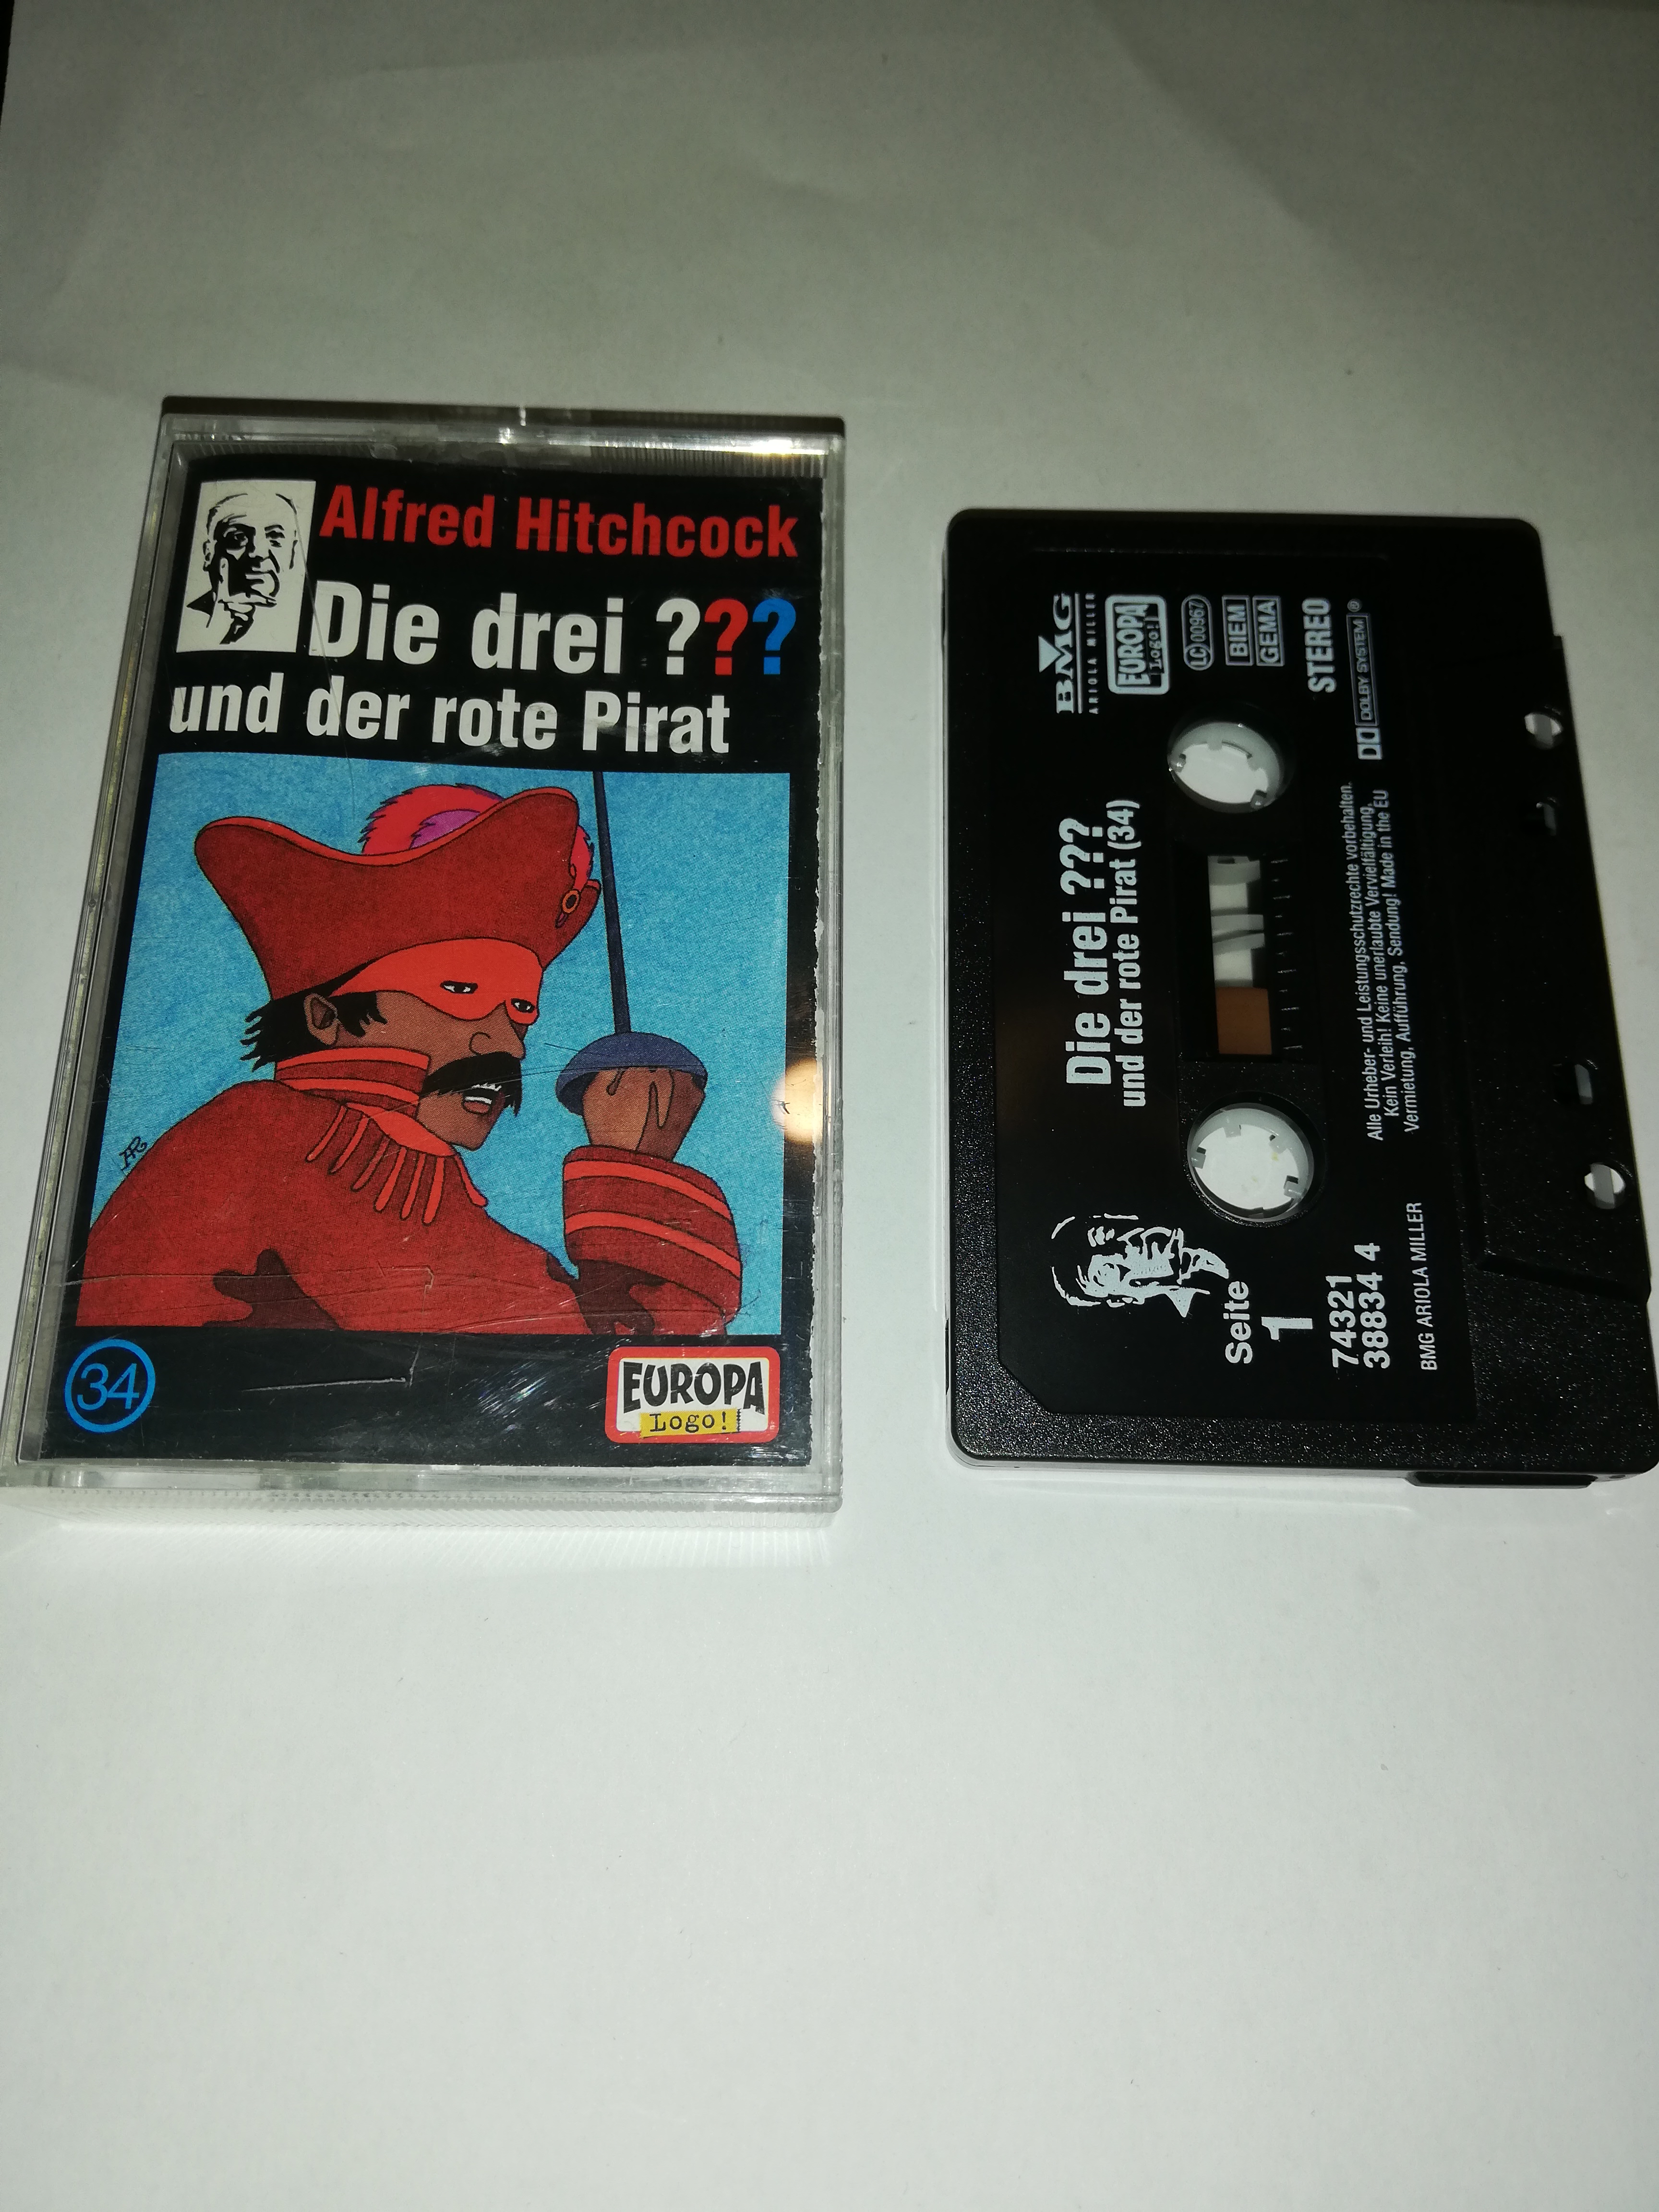 Alfred Hitchcock
Die drei ???
und der rote Pirat
AR
34
EUROPA
Logo!
BMG
ARIOLA MILLER
EUROPA
Logo!
LC 00967
BIEM
GEMA
STEREO
DOLBY SYSTEM®
Die drei ???
und der rote Pirat (34)
Alle Urheber- und Leistungsschutzrechte vorbehalten.
Kein Verleih! Keine unerlaubte Vervielfältigung,
Vermietung, Aufführung, Sendung! Made in the EU
Seite
1
74321
38834 4
BMG ARIOLA MILLER